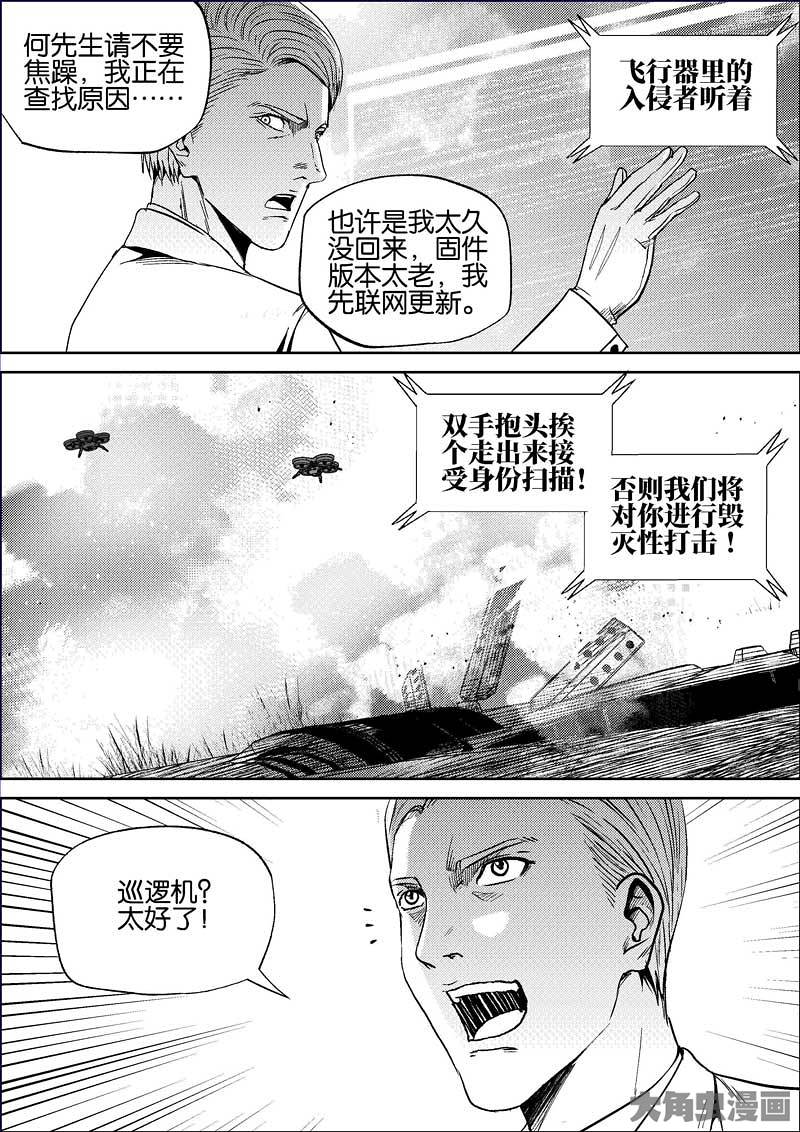 何先生请不要
焦躁，我正在
查找原因……
飞行器里的
入侵者听着
也许是我太久
没回来，固件
版本太老，我
先联网更新。
双手抱头挨
个走出来接
受身份扫描！
否则我们将
对你进行毁
灭性打击！
巡逻机？
太好了！
大角虫漫画